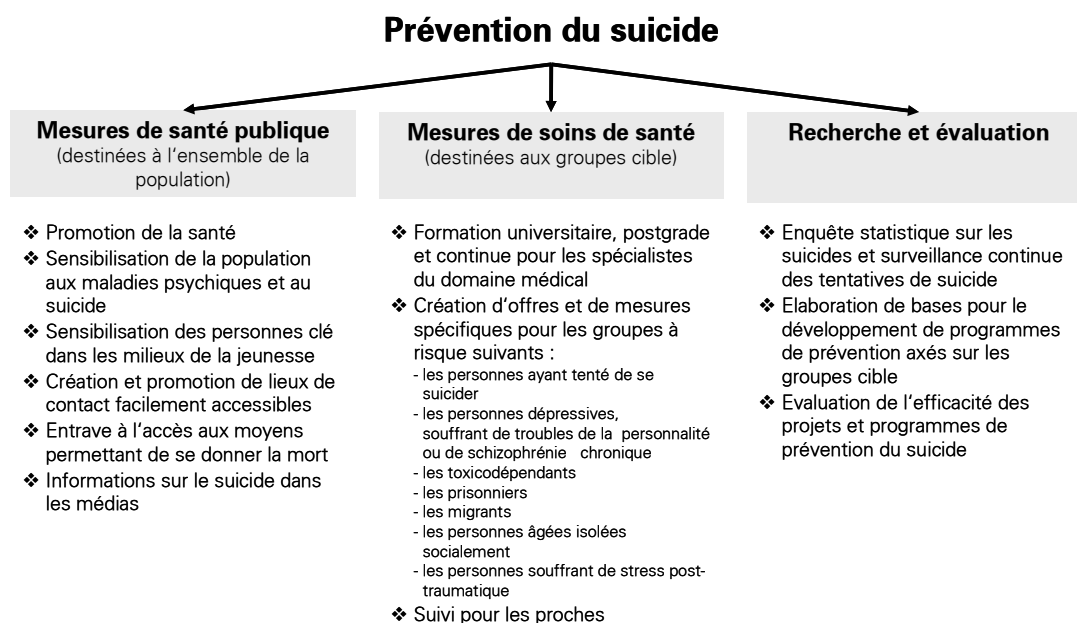 Prévention du suicide
Mesures de santé publique
(destinées à l'ensemble de la
population)
❖ Promotion de la santé
❖ Sensibilisation de la population
aux maladies psychiques et au
suicide
❖ Sensibilisation des personnes clé
dans les milieux de la jeunesse
❖ Création et promotion de lieux de
contact facilement accessibles
❖ Entrave à l'accès aux moyens
permettant de se donner la mort
❖ Informations sur le suicide dans
les médias
Mesures de soins de santé
(destinées aux groupes cible)
❖ Formation universitaire, postgrade
et continue pour les spécialistes
du domaine médical
❖ Création d'offres et de mesures
spécifiques pour les groupes à
risque suivants :
- les personnes ayant tenté de se
suicider
- les personnes dépressives,
souffrant de troubles de la personnalité
ou de schizophrénie chronique
- les toxicodépendants
- les prisonniers
- les migrants
- les personnes âgées isolées
socialement
- les personnes souffrant de stress post-
traumatique
❖ Suivi pour les proches
Recherche et évaluation
❖ Enquête statistique sur les
suicides et surveillance continue
des tentatives de suicide
❖ Elaboration de bases pour le
développement de programmes
de prévention axés sur les
groupes cible
❖ Evaluation de l'efficacité des
projets et programmes de
prévention du suicide